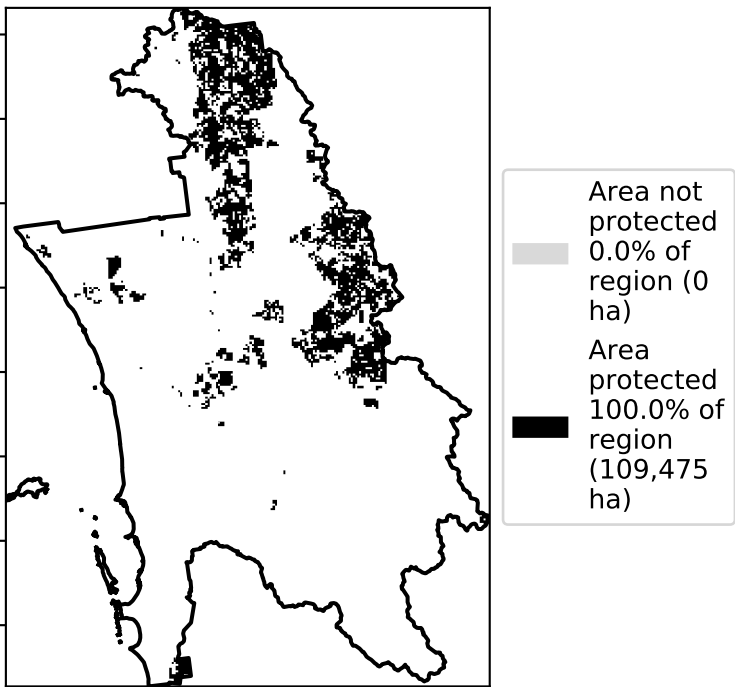 Area not
protected
0.0% of
region (0
ha)
Area
protected
100.0% of
region
(109,475
ha)